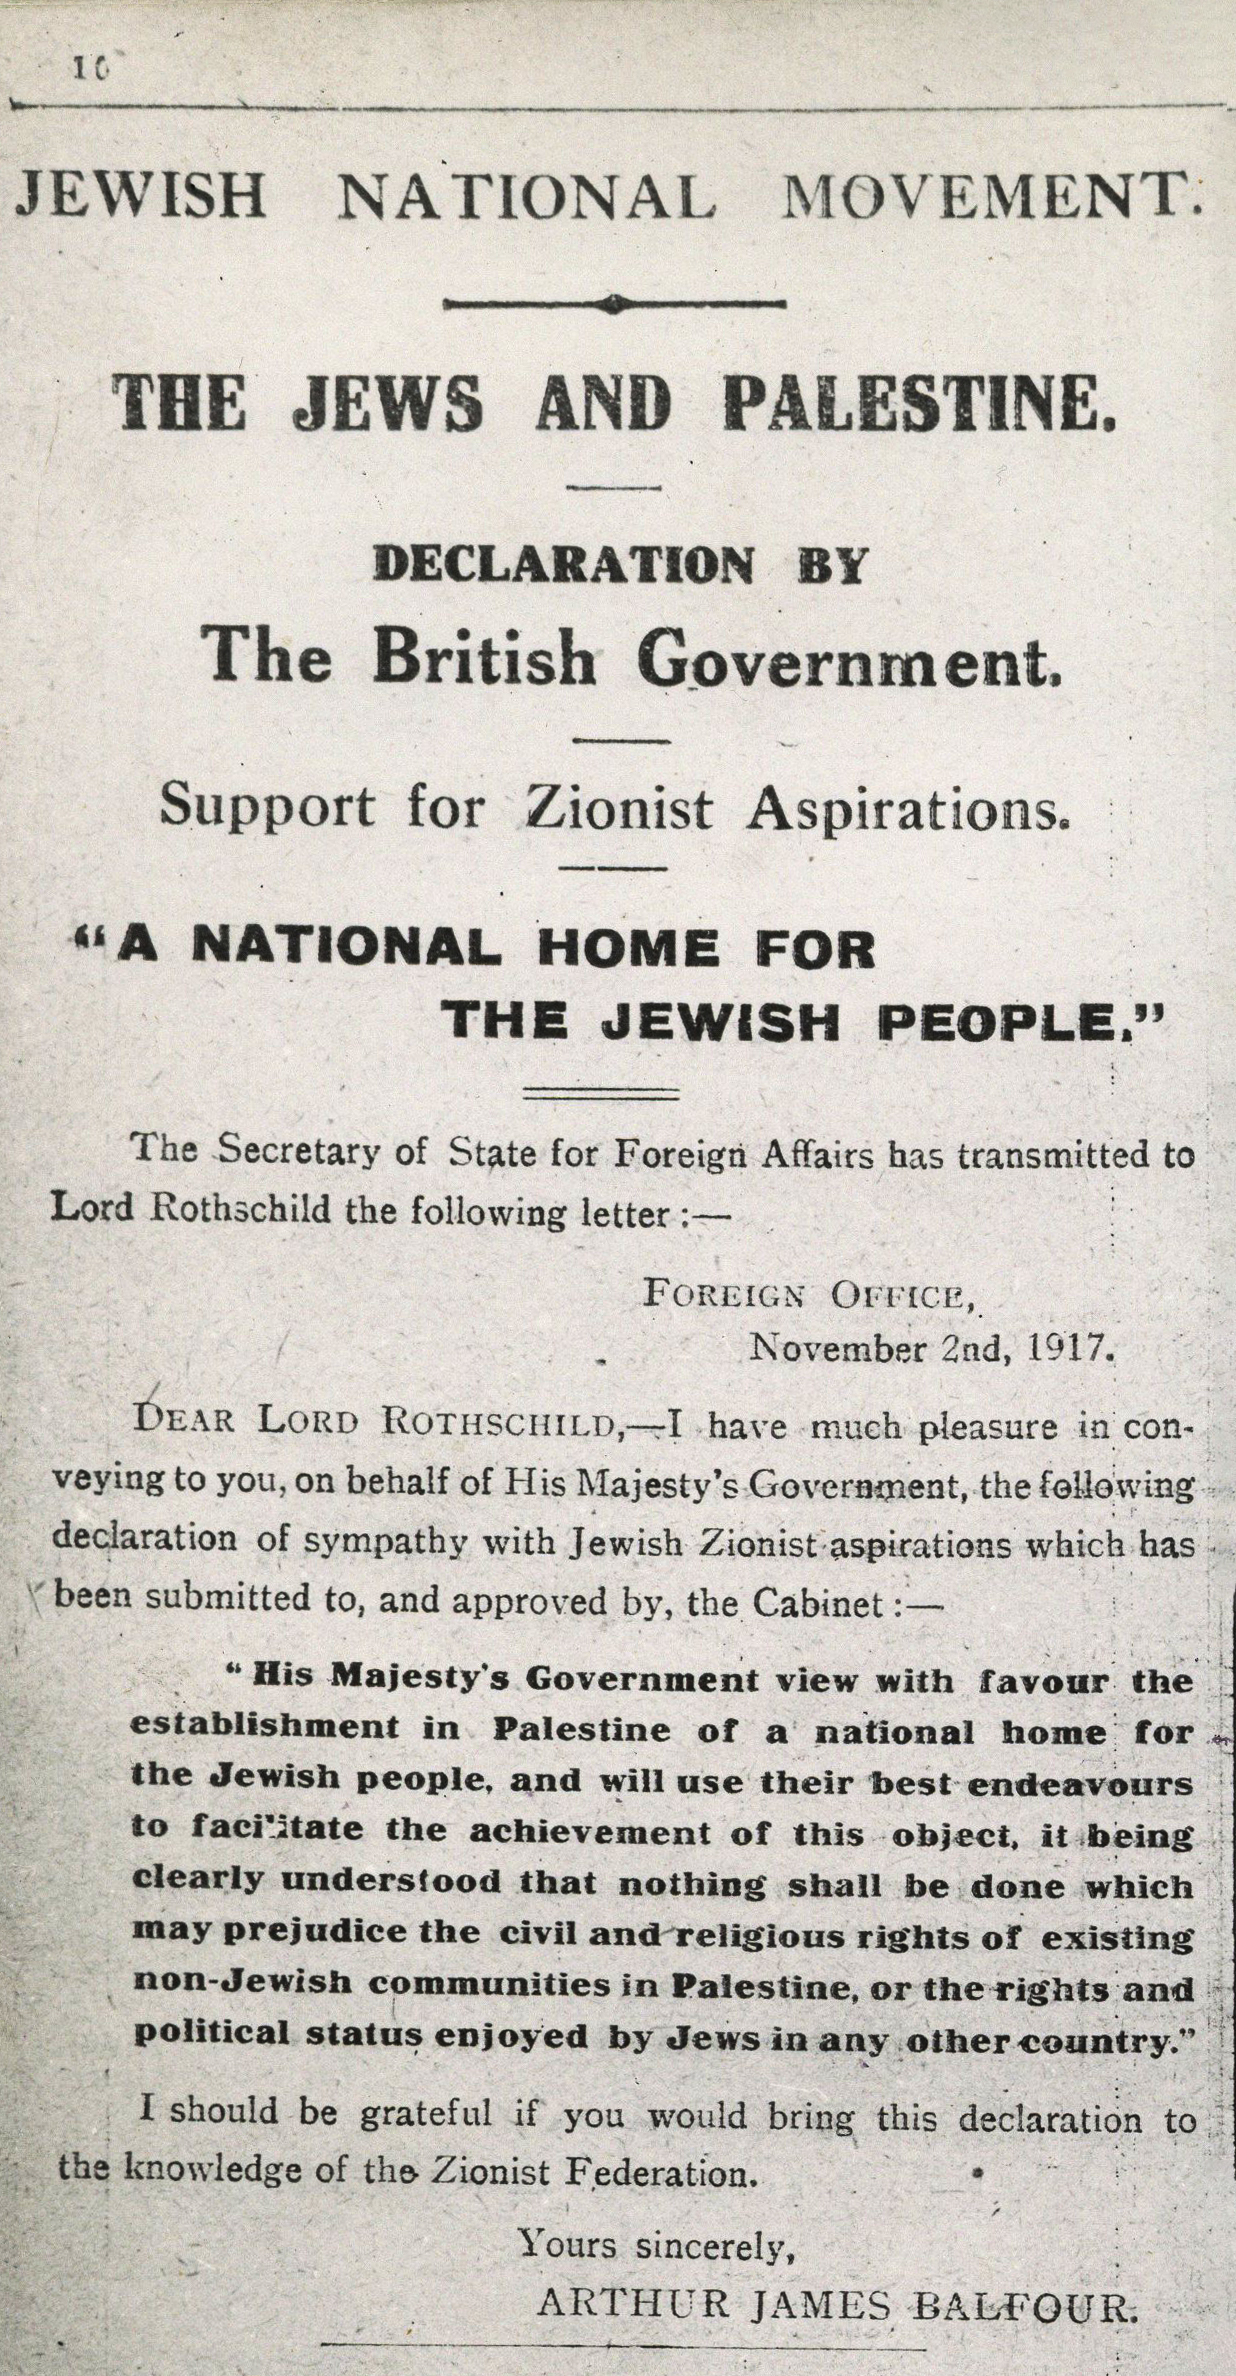 10
JEWISH NATIONAL MOVEMENT.
THE JEWS AND PALESTINE.
DECLARATION BY
The British Government.
Support for Zionist Aspirations.
“A NATIONAL HOME FOR
THE JEWISH PEOPLE.”
The Secretary of State for Foreign Affairs has transmitted to
Lord Rothschild the following letter :—
FOREIGN OFFICE,
November 2nd, 1917.
DEAR LORD ROTHSCHILD,—I have much pleasure in con-
veying to you, on behalf of His Majesty's Government, the following
declaration of sympathy with Jewish Zionist aspirations which has
been submitted to, and approved by, the Cabinet :—
“His Majesty's Government view with favour the
establishment in Palestine of a national home for
the Jewish people, and will use their best endeavours
to facilitate the achievement of this object, it being
clearly understood that nothing shall be done which
may prejudice the civil and religious rights of existing
non-Jewish communities in Palestine, or the rights and
political status enjoyed by Jews in any other country.”
I should be grateful if you would bring this declaration to
the knowledge of the Zionist Federation.
Yours sincerely,
ARTHUR JAMES BALFOUR.